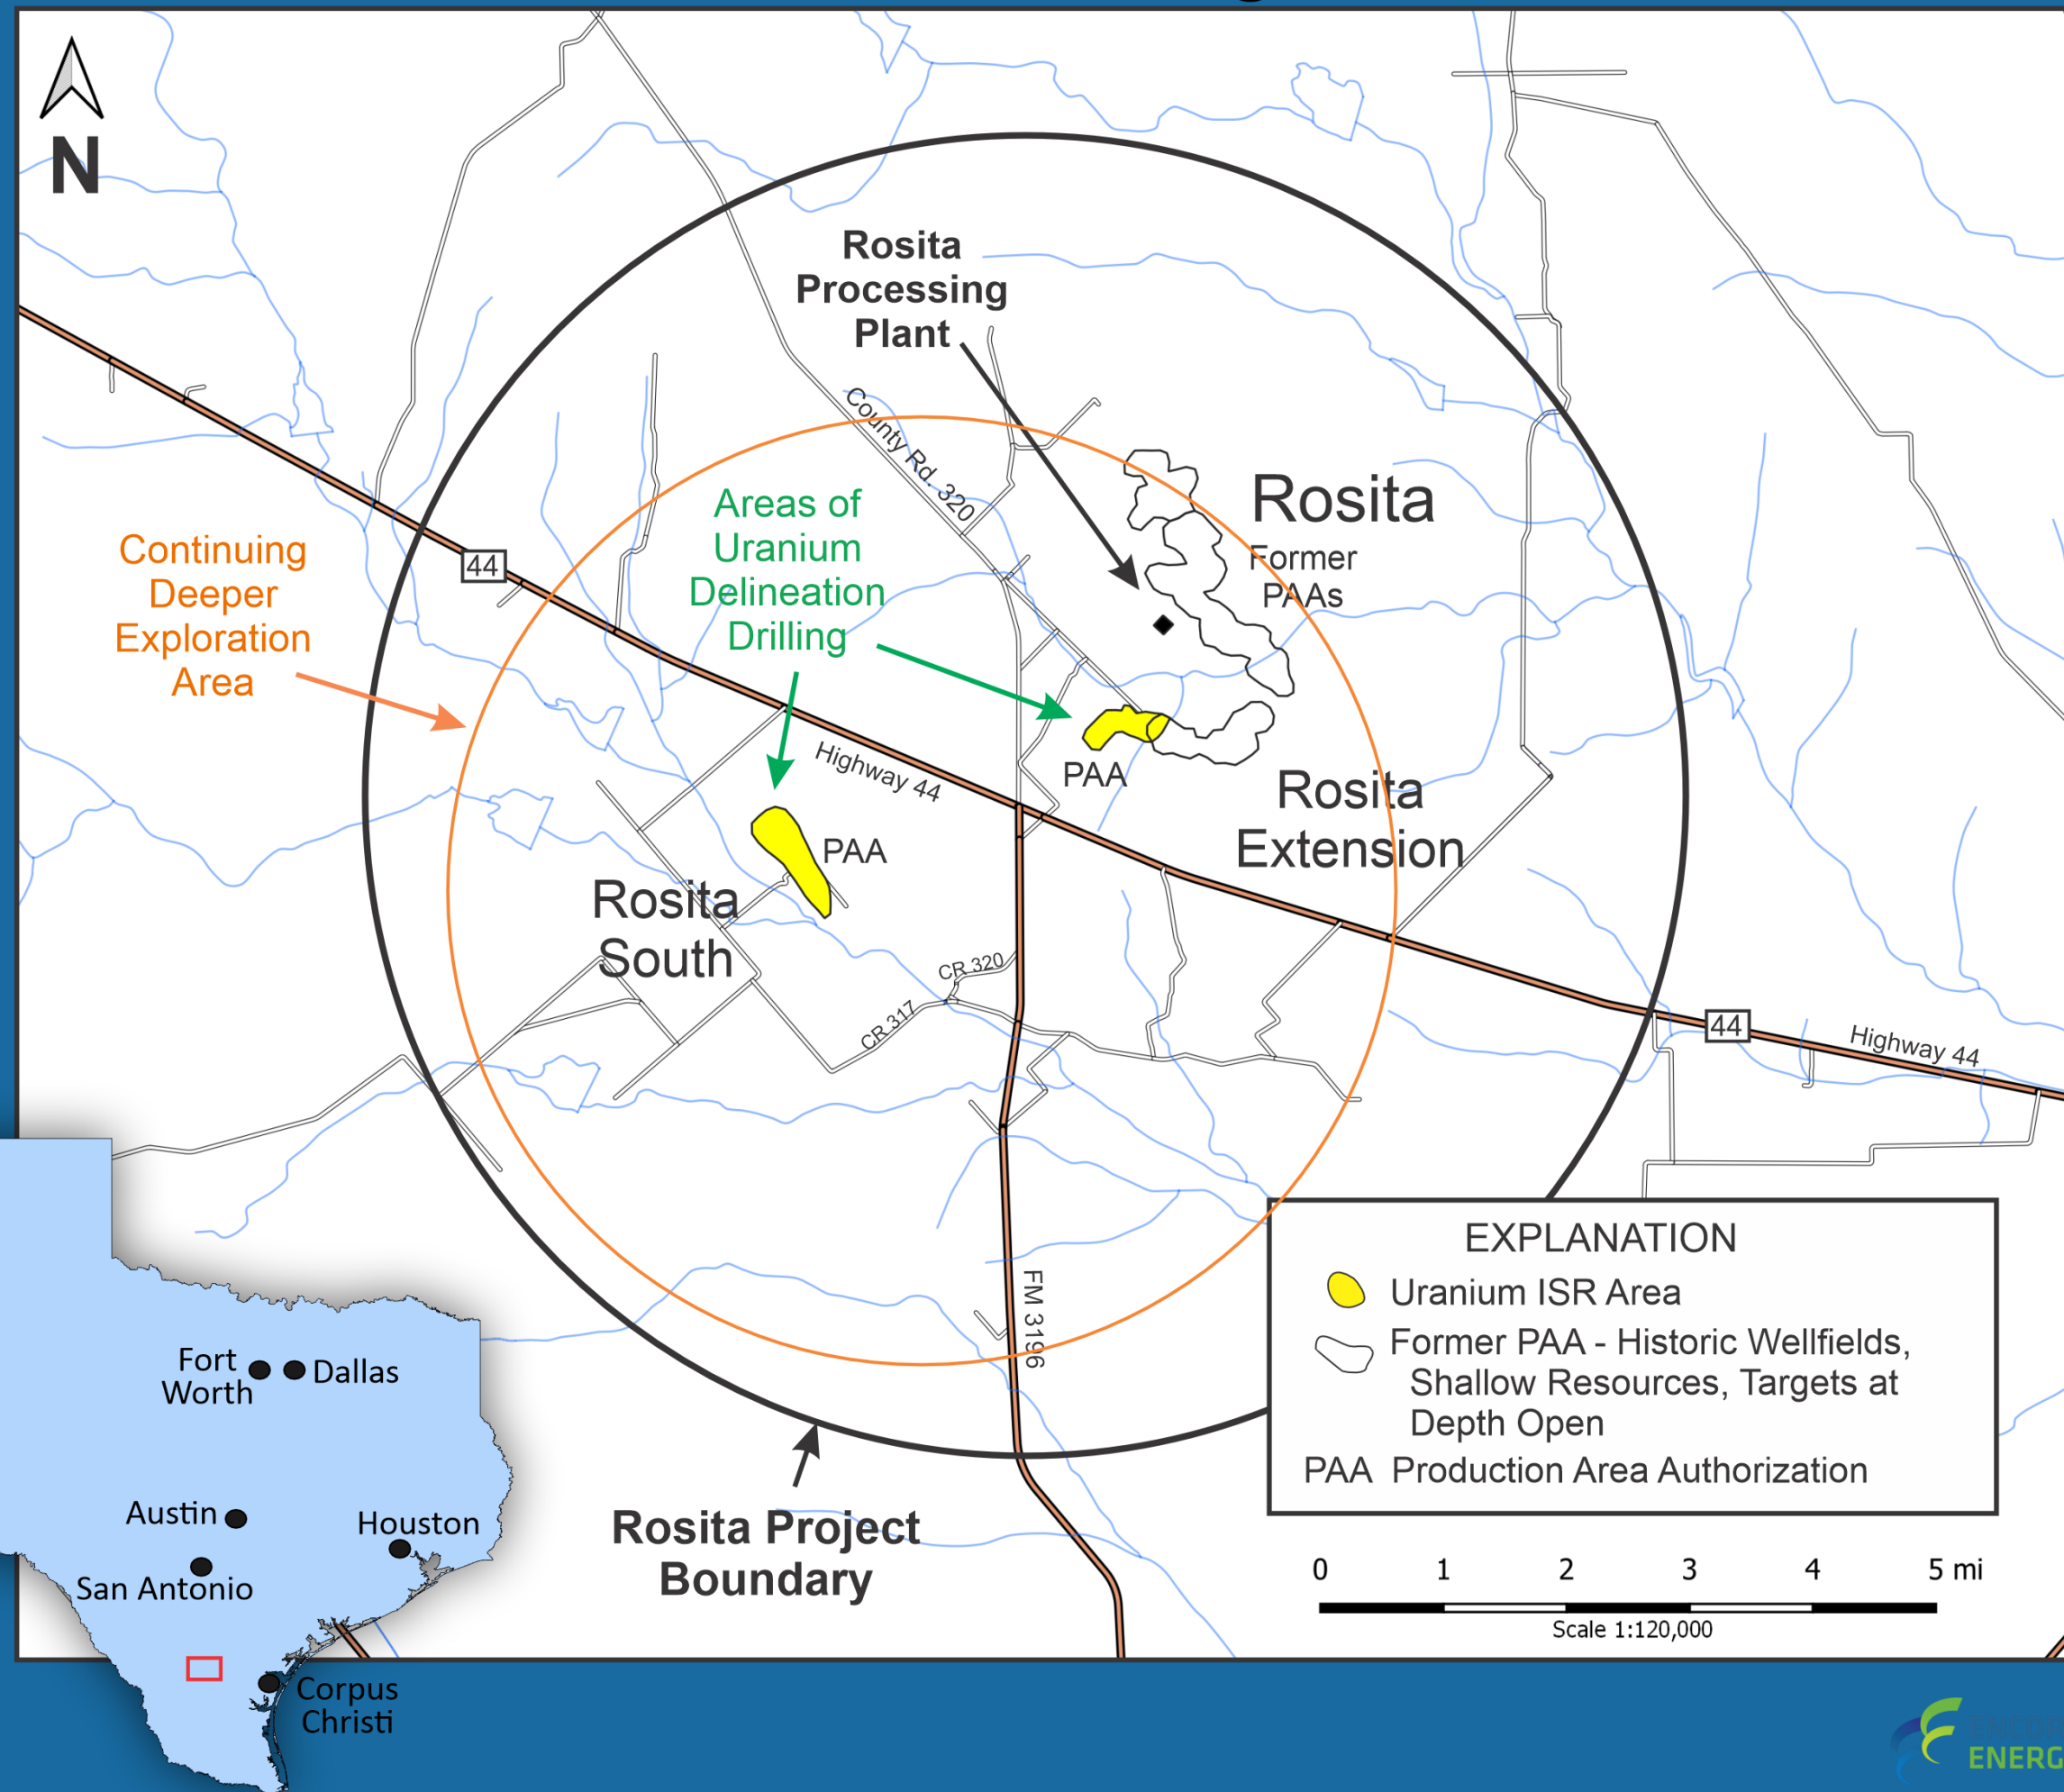 N
Rosita
Processing
Plant
County Rd. 320
Rosita
Former
PAAs
Areas of
Uranium
Delineation
Drilling
Continuing
Deeper
Exploration
Area
44
Highway 44
PAA
Rosita
Extension
PAA
Rosita
South
CR 320
CR 317
44
Highway 44
FM 3196
Rosita Project
Boundary
EXPLANATION
Uranium ISR Area
Former PAA - Historic Wellfields,
Shallow Resources, Targets at
Depth Open
PAA Production Area Authorization
0 1 2 3 4 5 mi
Scale 1:120,000
Fort
Worth
Dallas
Austin
Houston
San Antonio
Corpus
Christi